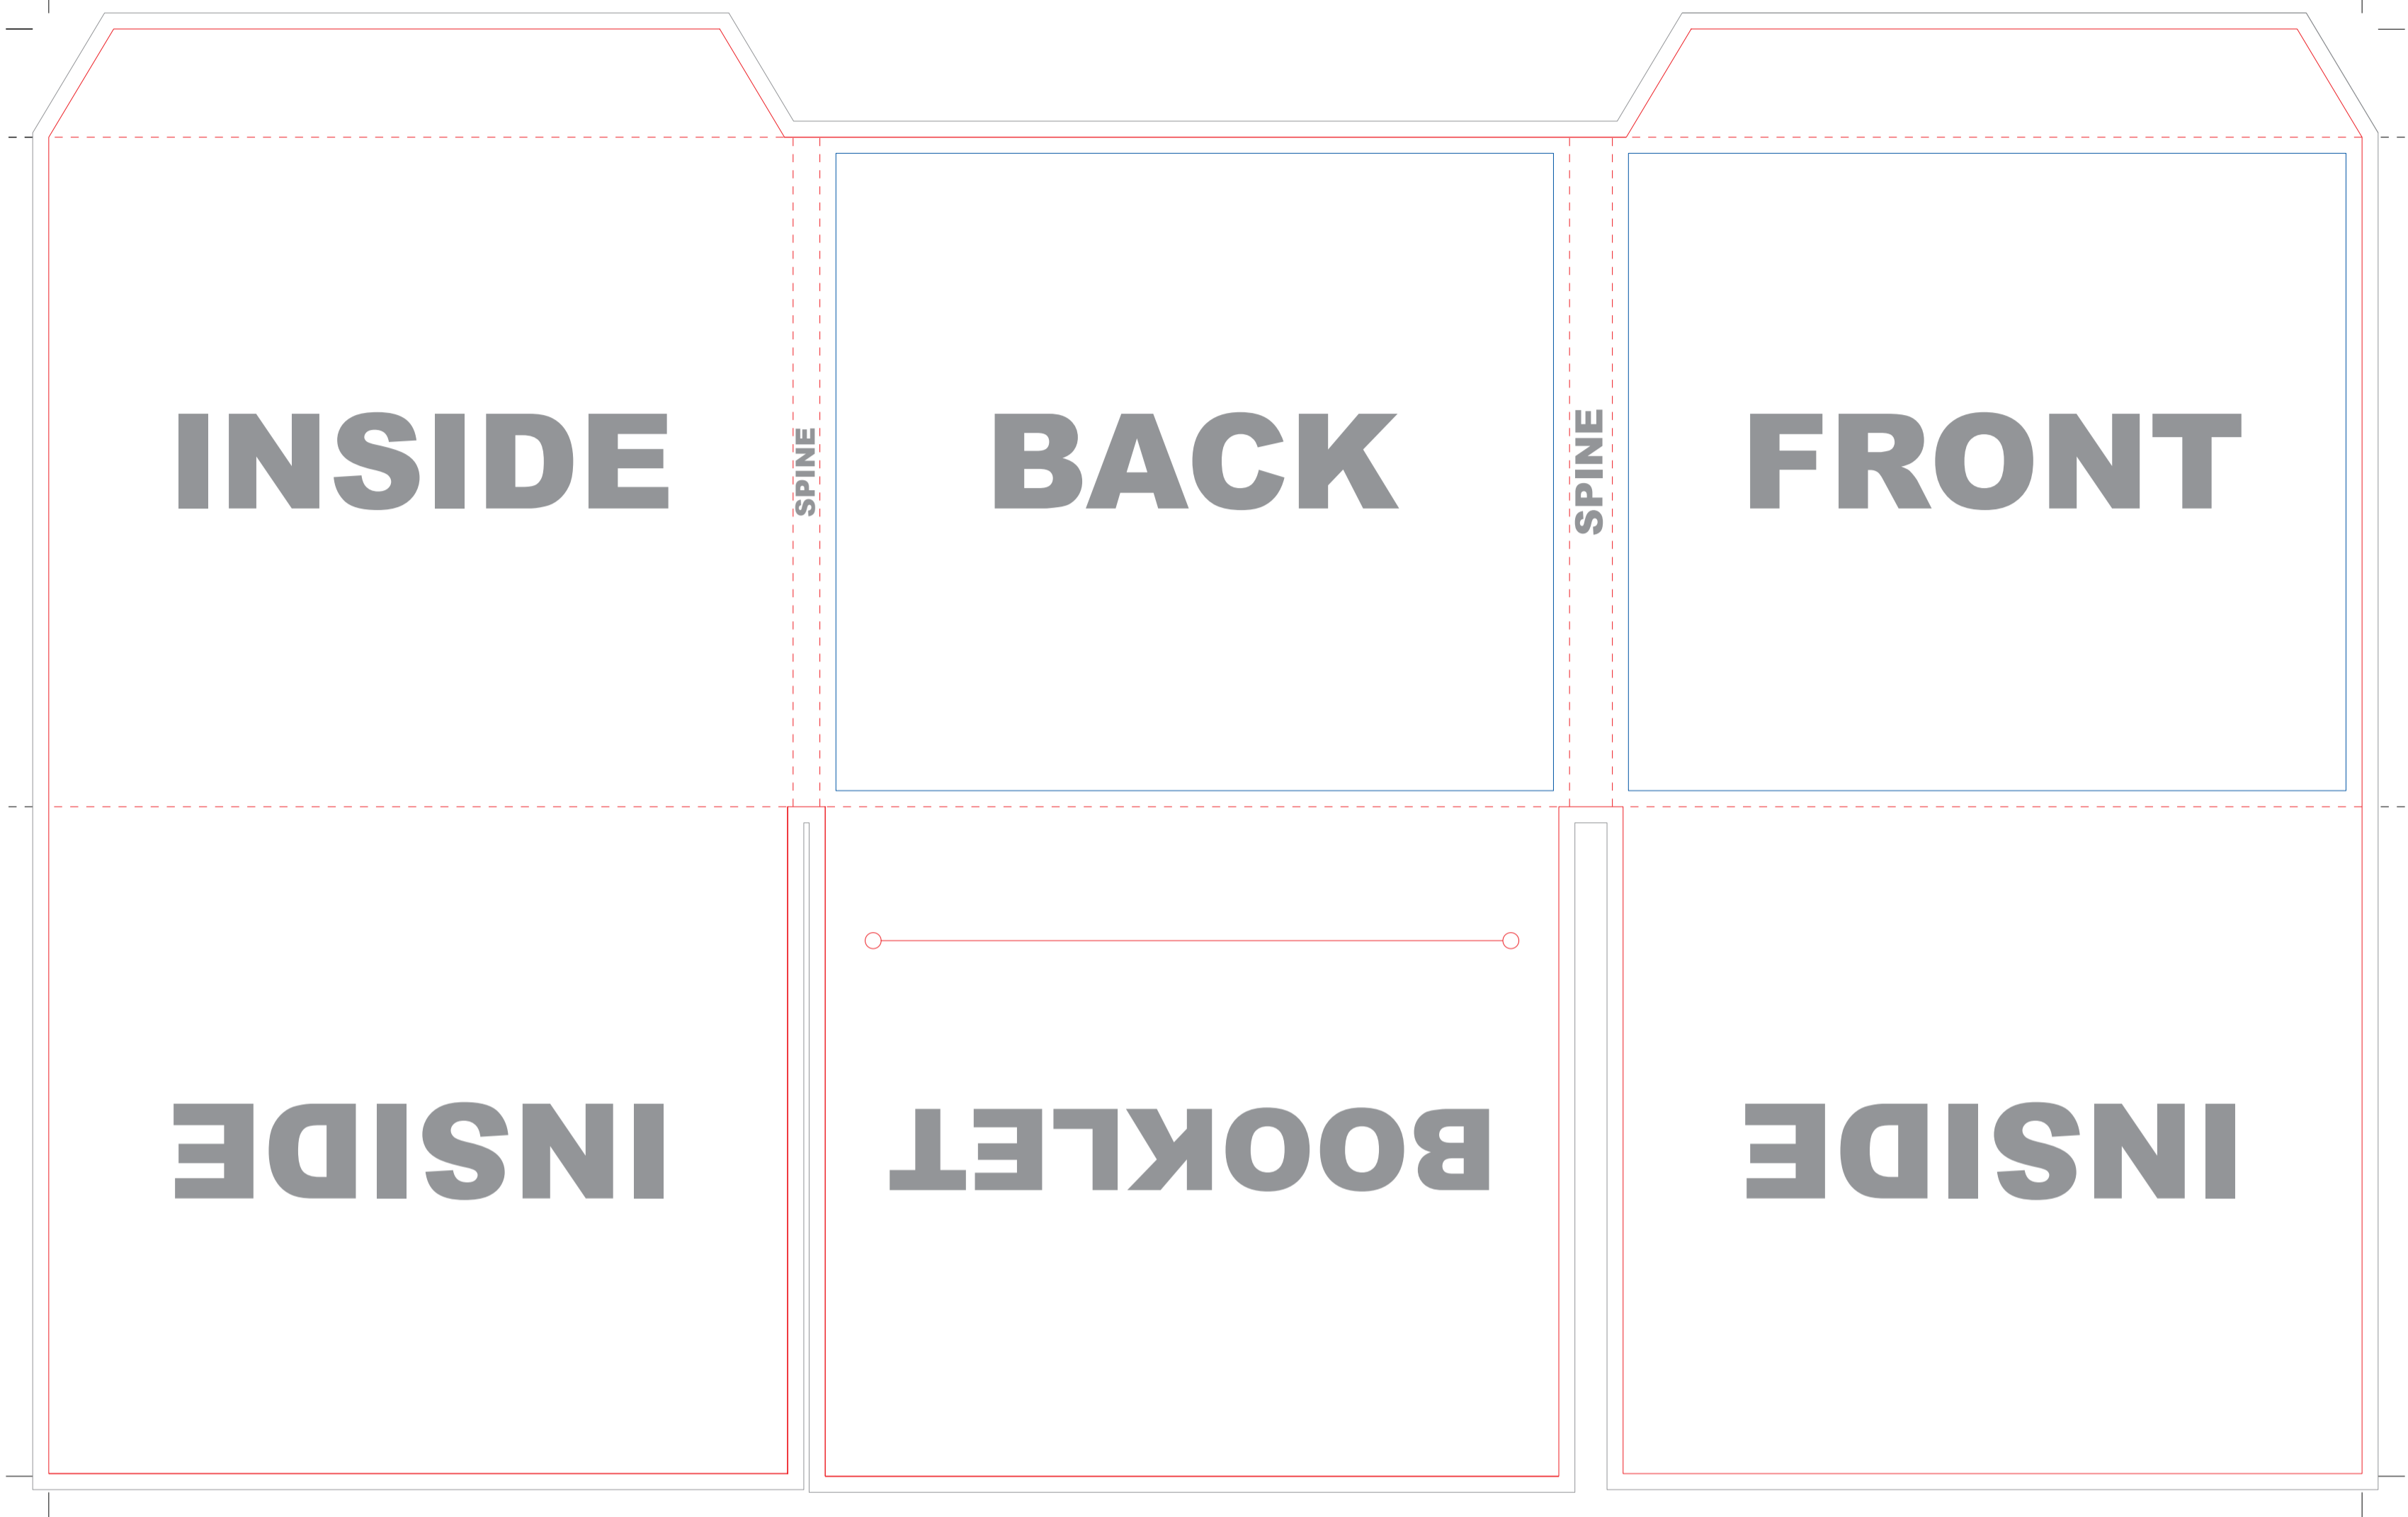 INSIDE
SPINE
BACK
SPINE
FRONT
INSIDE
BOOKLET
INSIDE